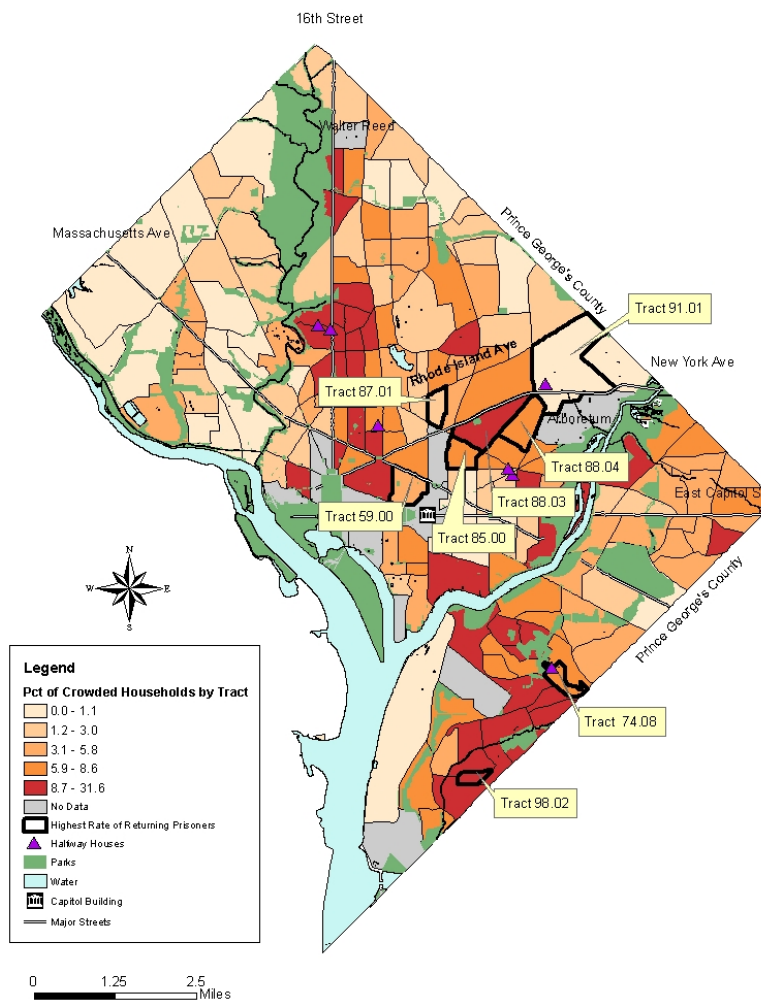 16th Street
Walter Reed
Massachusetts Ave
Prince George's County
Tract 91.01
New York Ave
Rhode Island Ave
Tract 87.01
Arboretum
Tract 88.04
Tract 88.03
East Capitol S
Tract 59.00
Tract 85.00
Prince George's County
N
W
E
S
Tract 74.08
Tract 98.02
Legend
Pct of Crowded Households by Tract
0.0 - 1.1
1.2 - 3.0
3.1 - 5.8
5.9 - 8.6
8.7 - 31.6
No Data
Highest Rate of Returning Prisoners
Halfway Houses
Parks
Water
Capitol Building
Major Streets
0 1.25 2.5
Miles